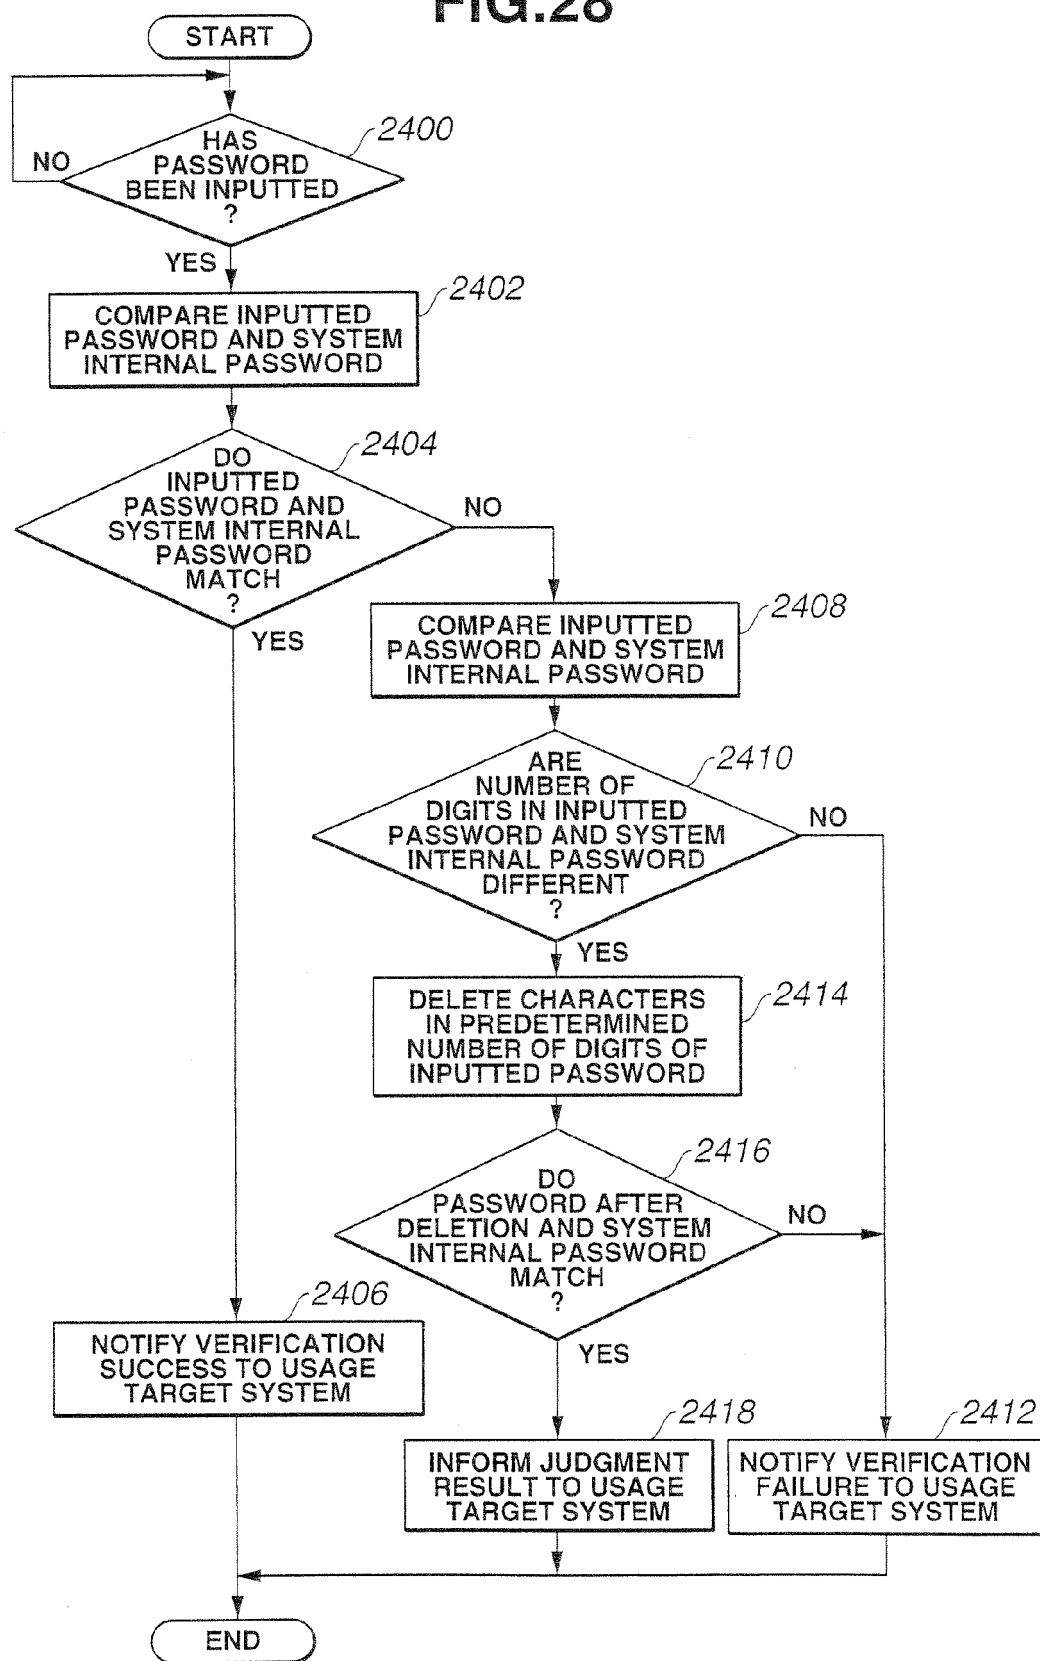 FIG.28
START
2400
HAS
PASSWORD
BEEN INPUTTED
?
NO
YES
2402
COMPARE INPUTTED
PASSWORD AND SYSTEM
INTERNAL PASSWORD
2404
DO
INPUTTED
PASSWORD AND
SYSTEM INTERNAL
PASSWORD
MATCH
?
NO
YES
2408
COMPARE INPUTTED
PASSWORD AND SYSTEM
INTERNAL PASSWORD
2410
ARE
NUMBER OF
DIGITS IN INPUTTED
PASSWORD AND SYSTEM
INTERNAL PASSWORD
DIFFERENT
?
NO
YES
2414
DELETE CHARACTERS
IN PREDETERMINED
NUMBER OF DIGITS OF
INPUTTED PASSWORD
2416
DO
PASSWORD AFTER
DELETION AND SYSTEM
INTERNAL PASSWORD
MATCH
?
NO
YES
2406
NOTIFY VERIFICATION
SUCCESS TO USAGE
TARGET SYSTEM
2418
INFORM JUDGMENT
RESULT TO USAGE
TARGET SYSTEM
2412
NOTIFY VERIFICATION
FAILURE TO USAGE
TARGET SYSTEM
END